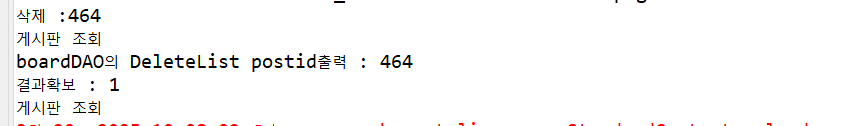 삭제 :464
게시판 조회
boardDAO의 DeleteList postid출력 : 464
결과확보 : 1
게시판 조회